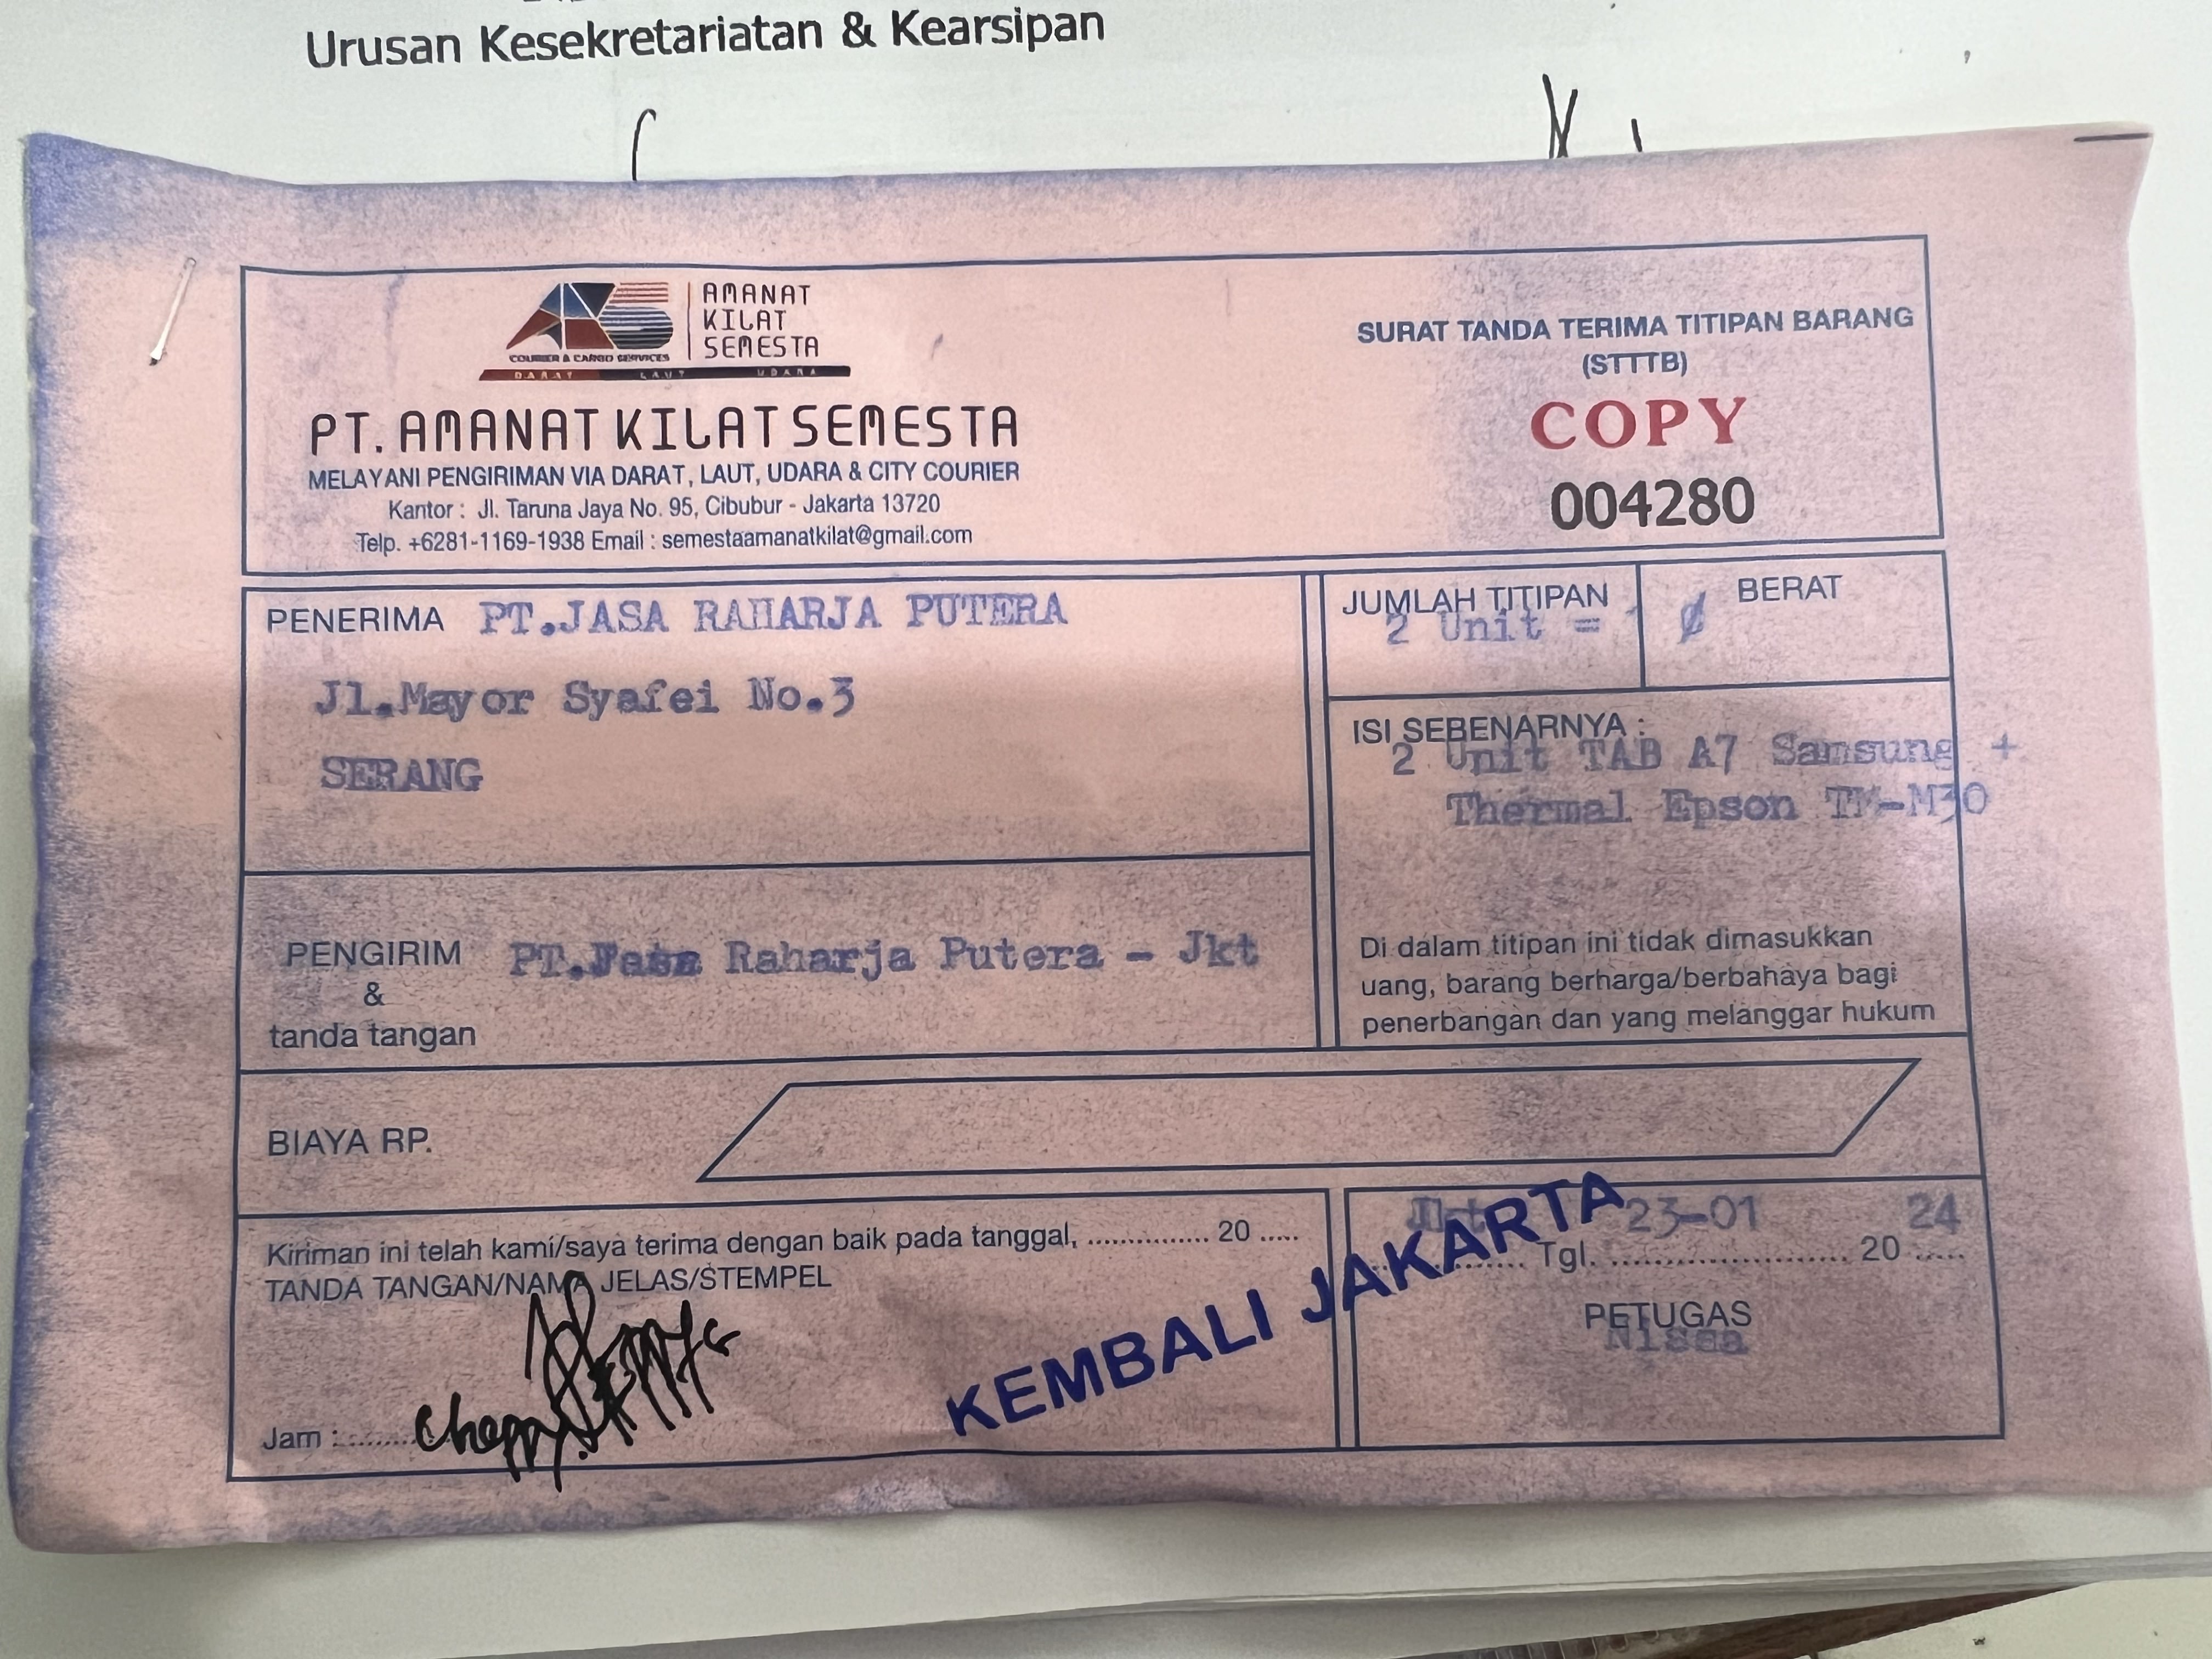 Urusan Kesekretariatan & Kearsipan
AKS
COURIER & CARGO SERVICES
AMANAT
KILAT
SEMESTA
DARAT LAUT UDARA
PT. AMANAT KILAT SEMESTA
MELAYANI PENGIRIMAN VIA DARAT, LAUT, UDARA & CITY COURIER
Kantor : Jl. Taruna Jaya No. 95, Cibubur - Jakarta 13720
Telp. +6281-1169-1938 Email : semestaamanatkilat@gmail.com
SURAT TANDA TERIMA TITIPAN BARANG
(STTTB)
COPY
004280
PENERIMA PT.JASA RAHARJA PUTERA
Jl.Mayor Syafei No.3
SERANG
JUMLAH TITIPAN
2 Unit =
BERAT
ISI SEBENARNYA :
2 Unit TAB A7 Samsung +
Thermal Epson TM-M30
Di dalam titipan ini tidak dimasukkan
uang, barang berharga/berbahaya bagi
penerbangan dan yang melanggar hukum
PENGIRIM PT.Jasa Raharja Putera - Jkt
&
tanda tangan
BIAYA RP.
Kiriman ini telah kami/saya terima dengan baik pada tanggal, ............... 20 .....
TANDA TANGAN/NAMA JELAS/STEMPEL
Jam :.........
KEMBALI JAKARTA
Jkt 23-01 24
Tgl. ............................. 20 ......
PETUGAS
Nissa